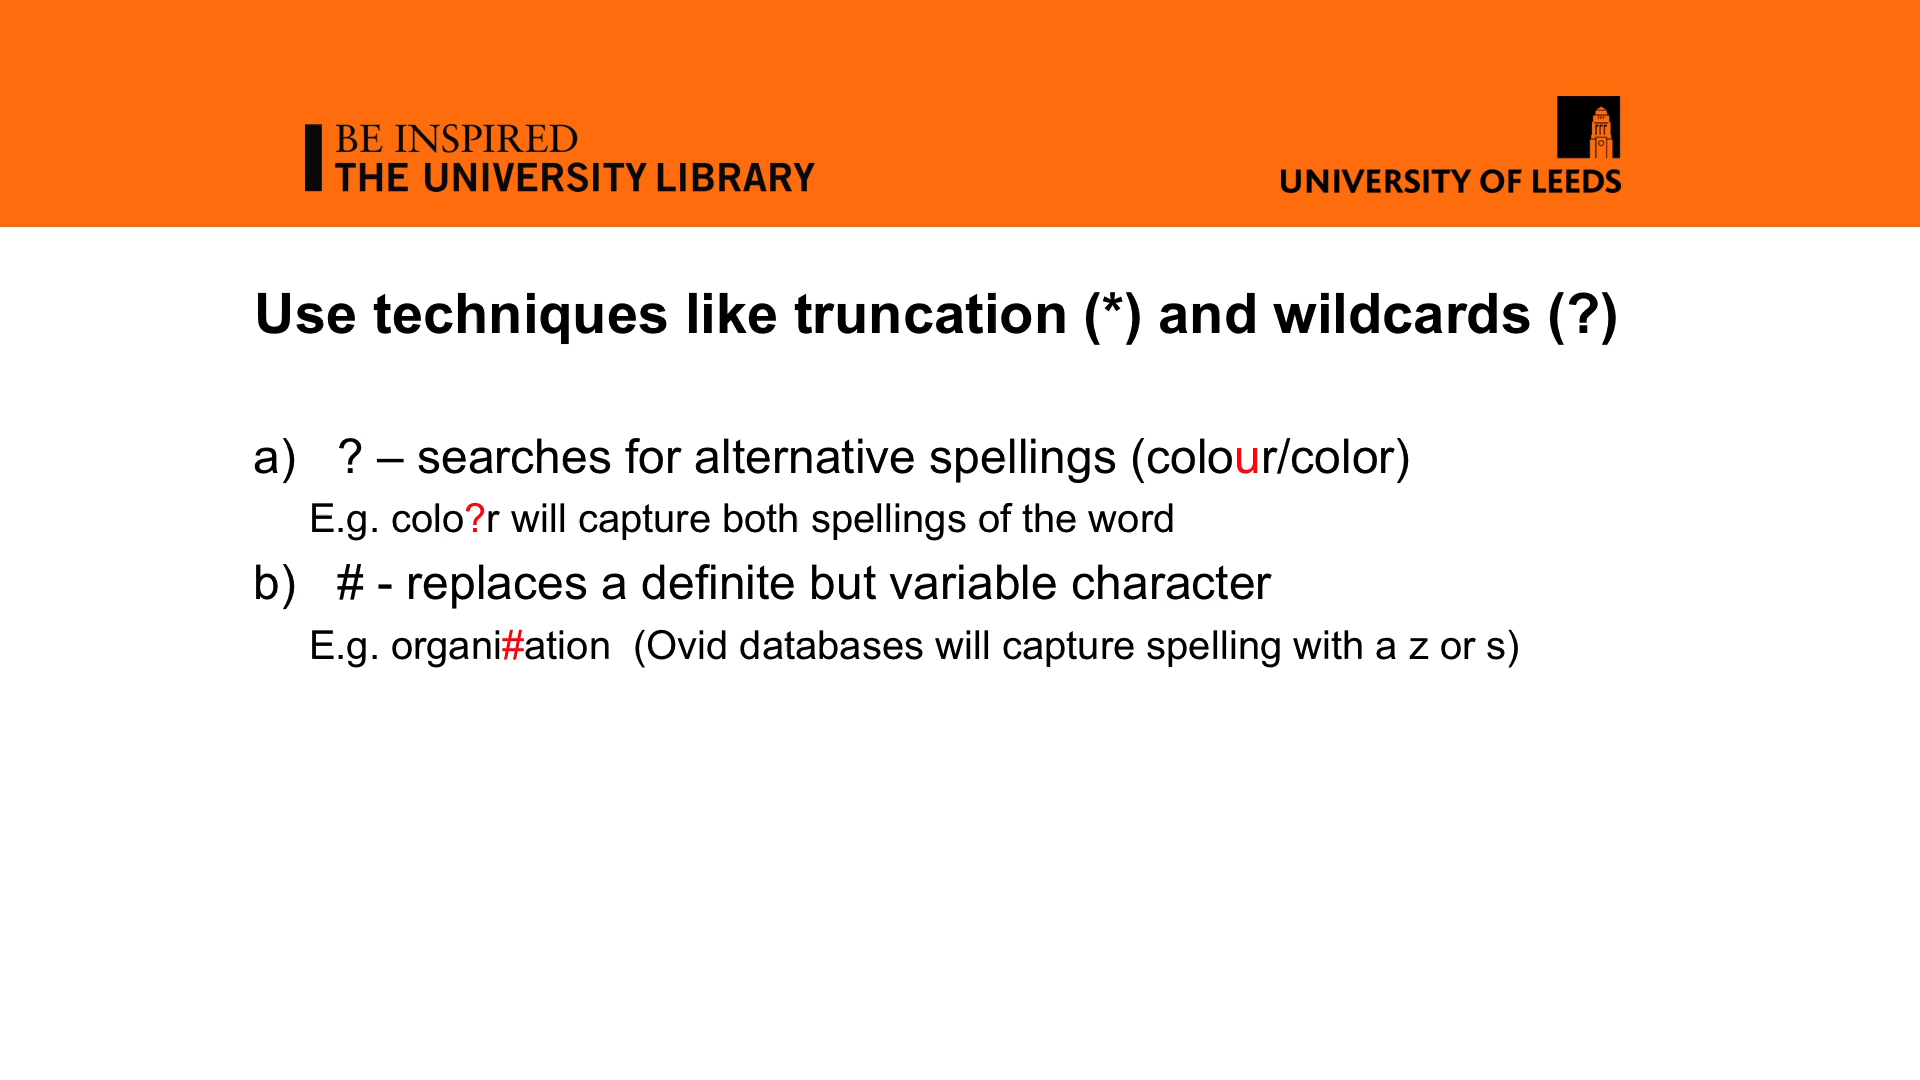 BE INSPIRED
THE UNIVERSITY LIBRARY
UNIVERSITY OF LEEDS
Use techniques like truncation (*) and wildcards (?)
a) ? – searches for alternative spellings (colour/color)
E.g. colo?r will capture both spellings of the word
b) # - replaces a definite but variable character
E.g. organi#ation (Ovid databases will capture spelling with a z or s)